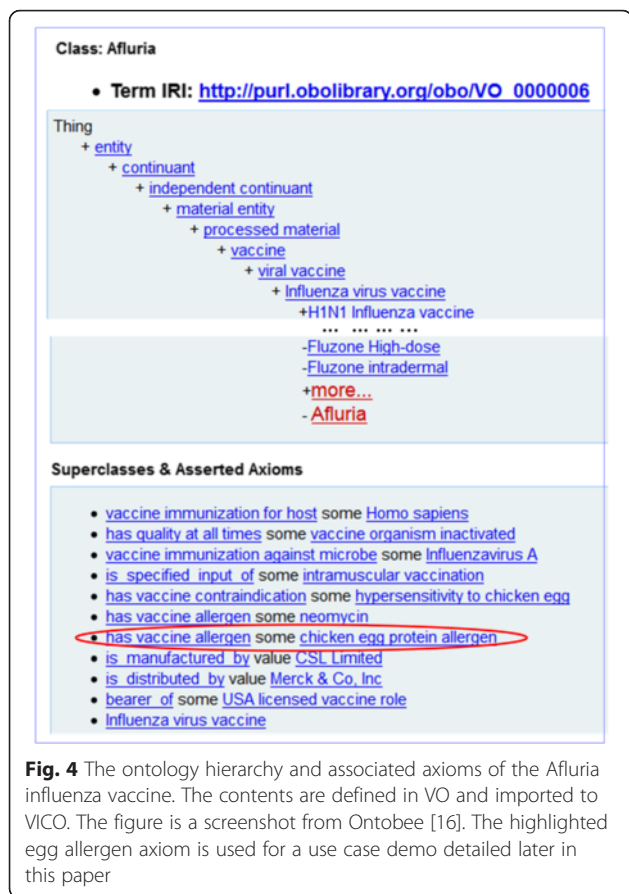 Class: Afluria
• Term IRI: http://purl.obolibrary.org/obo/VO_0000006
Thing
+ entity
+ continuant
+ independent continuant
+ material entity
+ processed material
+ vaccine
+ viral vaccine
+ Influenza virus vaccine
+H1N1 Influenza vaccine
... ... ... ...
-Fluzone High-dose
-Fluzone intradermal
+more...
- Afluria
Superclasses & Asserted Axioms
• vaccine immunization for host some Homo sapiens
• has quality at all times some vaccine organism inactivated
• vaccine immunization against microbe some Influenzavirus A
• is_specified_input_of some intramuscular vaccination
• has vaccine contraindication some hypersensitivity to chicken egg
• has vaccine allergen some neomycin
• has vaccine allergen some chicken egg protein allergen
• is_manufactured_by value CSL Limited
• is_distributed_by value Merck & Co, Inc
• bearer_of some USA licensed vaccine role
• Influenza virus vaccine
Fig. 4 The ontology hierarchy and associated axioms of the Afluria
influenza vaccine. The contents are defined in VO and imported to
VICO. The figure is a screenshot from Ontobee [16]. The highlighted
egg allergen axiom is used for a use case demo detailed later in
this paper